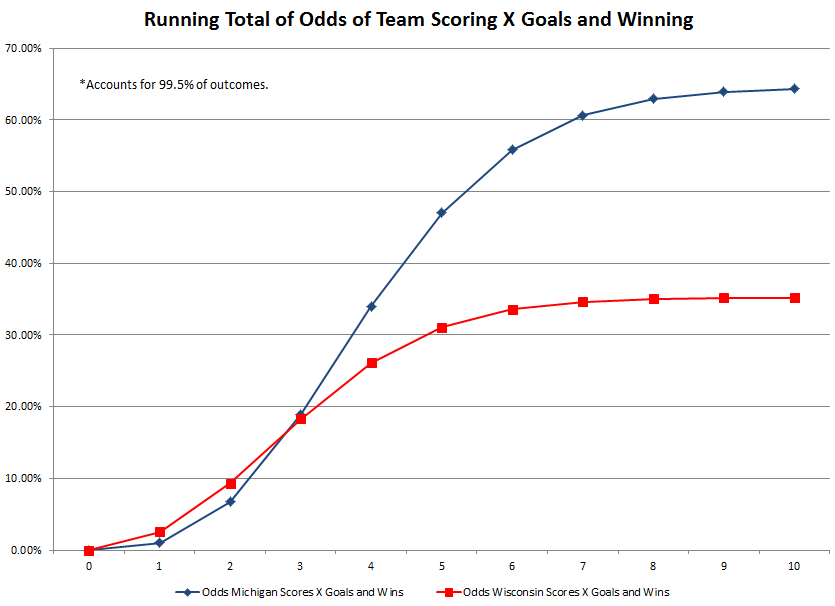 Running Total of Odds of Team Scoring X Goals and Winning
70.00%
*Accounts for 99.5% of outcomes.
60.00%
50.00%
40.00%
30.00%
20.00%
10.00%
0.00%
0 1 2 3 4 5 6 7 8 9 10
Odds Michigan Scores X Goals and Wins Odds Wisconsin Scores X Goals and Wins